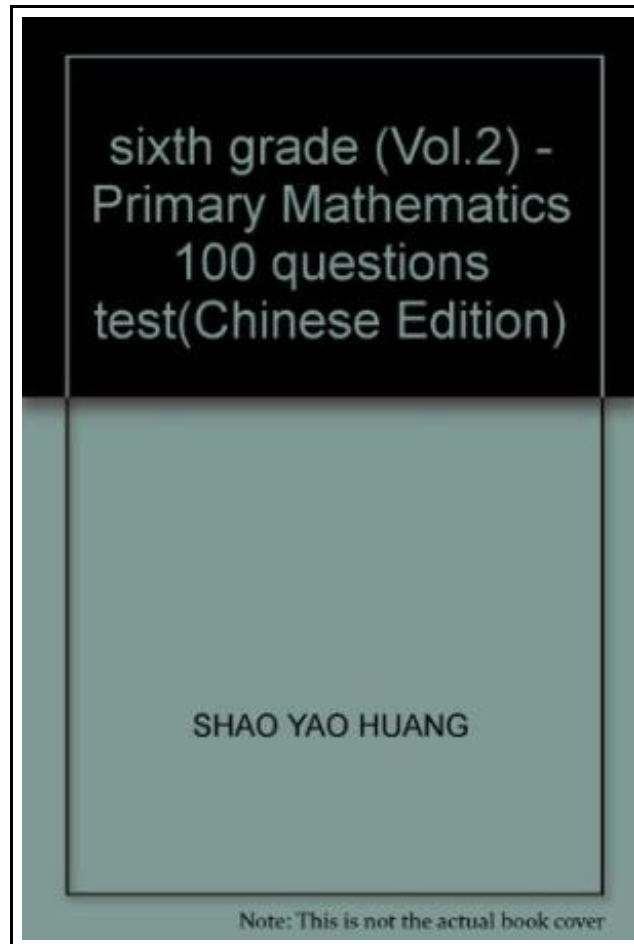 sixth grade (Vol.2) -
Primary Mathematics
100 questions
test(Chinese Edition)
SHAO YAO HUANG
Note: This is not the actual book cover